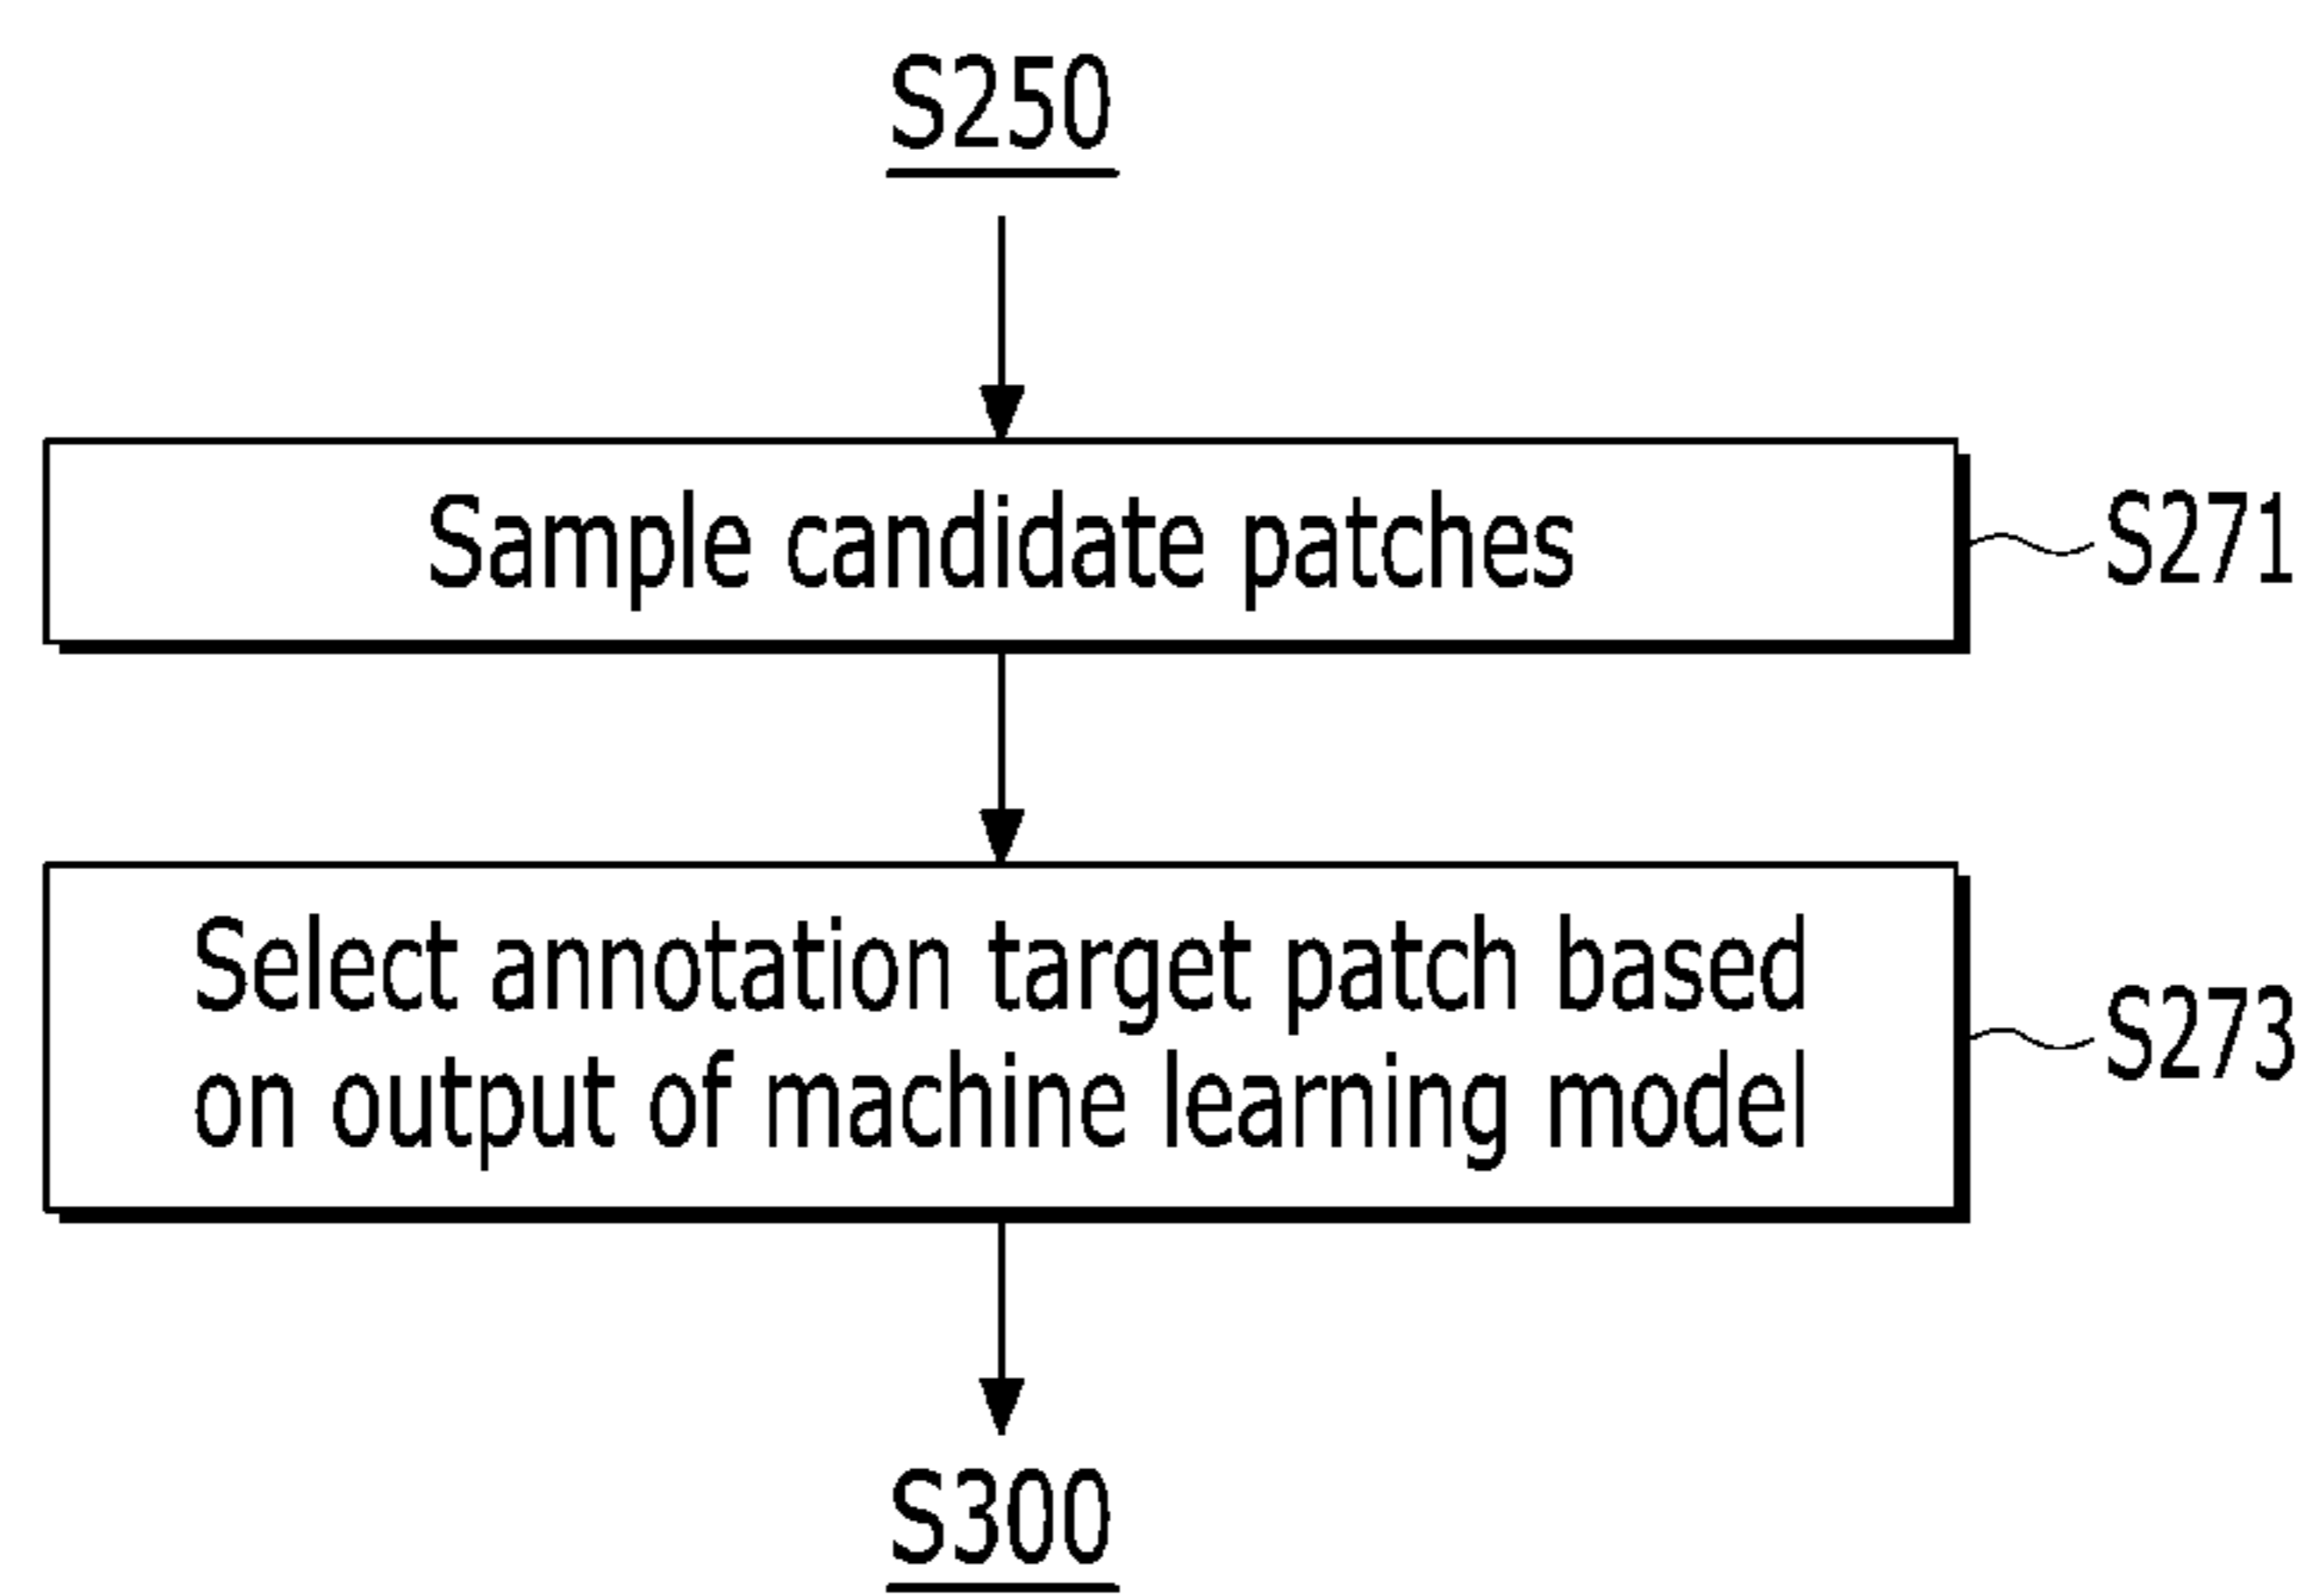 S250
Sample candidate patches
S271
Select annotation target patch based
on output of machine learning model
S273
S300